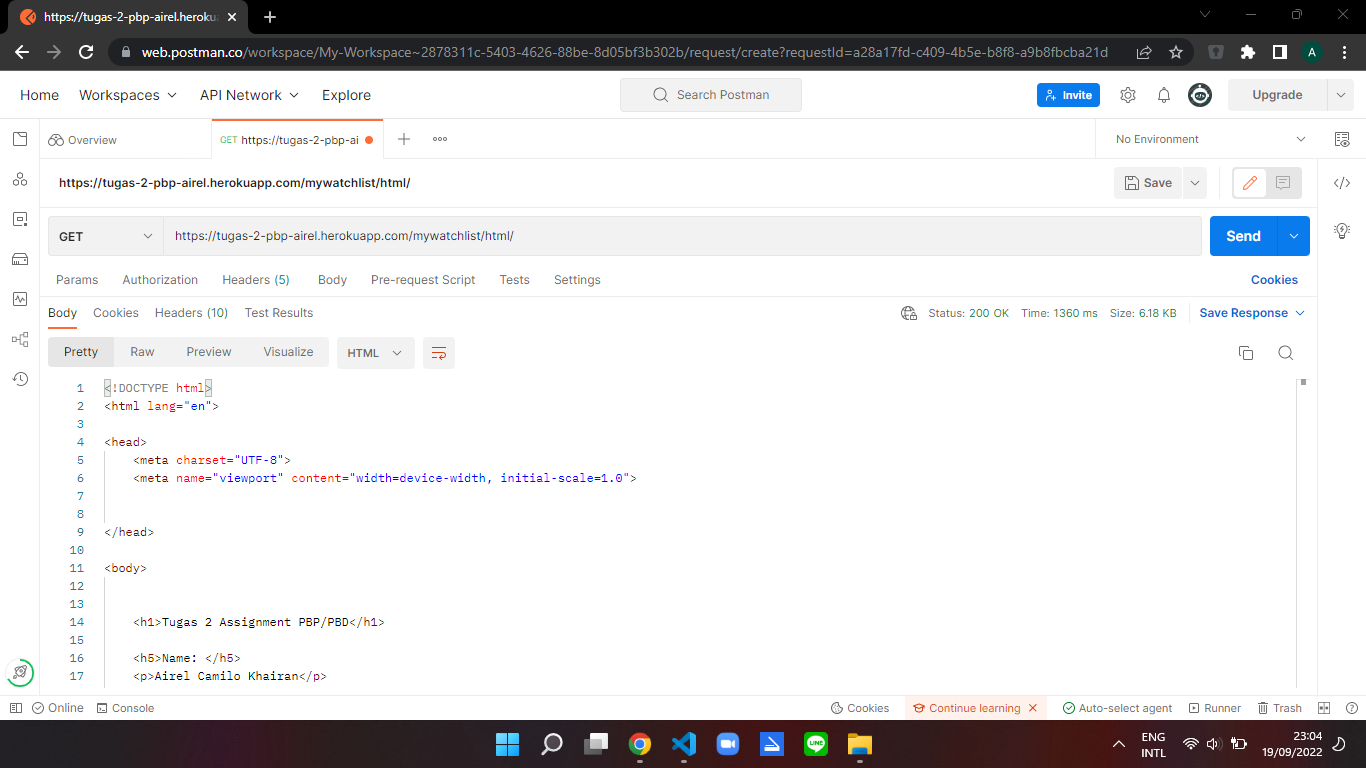 https://tugas-2-pbp-airel.heroku
web.postman.co/workspace/My-Workspace~2878311c-5403-4626-88be-8d05bf3b302b/request/create?requestId=a28a17fd-c409-4b5e-b8f8-a9b8fbcba21d
A
Home Workspaces API Network Explore
Search Postman
Invite
Upgrade
Overview
GET https://tugas-2-pbp-ai
No Environment
https://tugas-2-pbp-airel.herokuapp.com/mywatchlist/html/
Save
GET https://tugas-2-pbp-airel.herokuapp.com/mywatchlist/html/
Send
Params Authorization Headers (5) Body Pre-request Script Tests Settings
Cookies
Body Cookies Headers (10) Test Results
Status: 200 OK Time: 1360 ms Size: 6.18 KB
Save Response
Pretty Raw Preview Visualize
HTML
1 <!DOCTYPE html>
2 <html lang="en">
3
4 <head>
5 <meta charset="UTF-8">
6 <meta name="viewport" content="width=device-width, initial-scale=1.0">
7
8
9 </head>
10
11 <body>
12
13
14 <h1>Tugas 2 Assignment PBP/PBD</h1>
15
16 <h5>Name: </h5>
17 <p>Airel Camilo Khairan</p>
Online Console
Cookies
Continue learning
Auto-select agent
Runner
Trash
LINE
ENG
INTL
23:04
19/09/2022